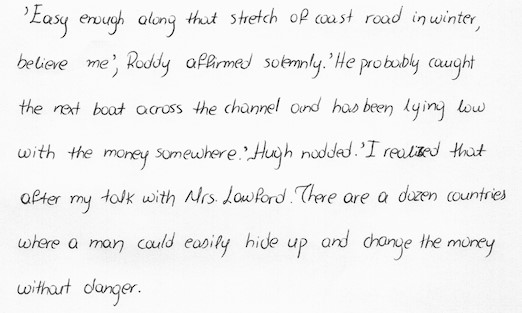 'Easy enough along that stretch of coast road in winter,
believe me', Roddy affirmed solemnly.'He probably caught
the next boat across the channel and has been lying low
with the money somewhere.' Hugh nodded.'I realized that
after my talk with Mrs. Lawford. There are a dozen countries
where a man could easily hide up and change the money
without danger.